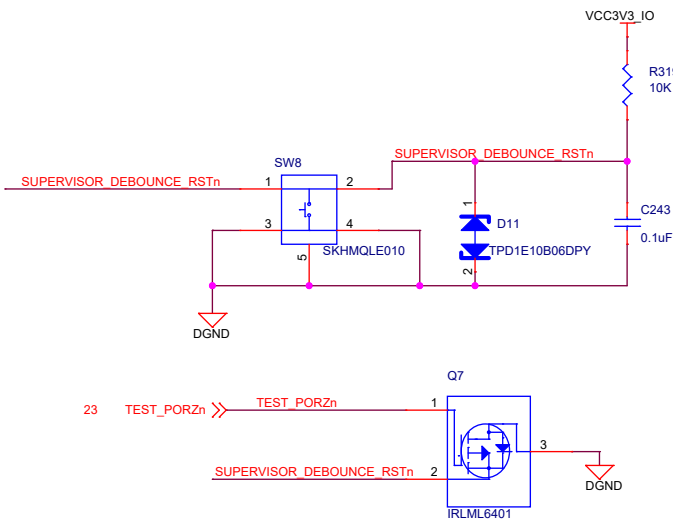 VCC3V3_IO
R319
10K
SUPERVISOR_DEBOUNCE_RSTn
SW8
SUPERVISOR_DEBOUNCE_RSTn
1
2
3
4
5
SKHMQLE010
1
D11
TPD1E10B06DPY
2
C243
0.1uF
DGND
Q7
23
TEST_PORZn
TEST_PORZn
1
3
SUPERVISOR_DEBOUNCE_RSTn
2
DGND
IRLML6401